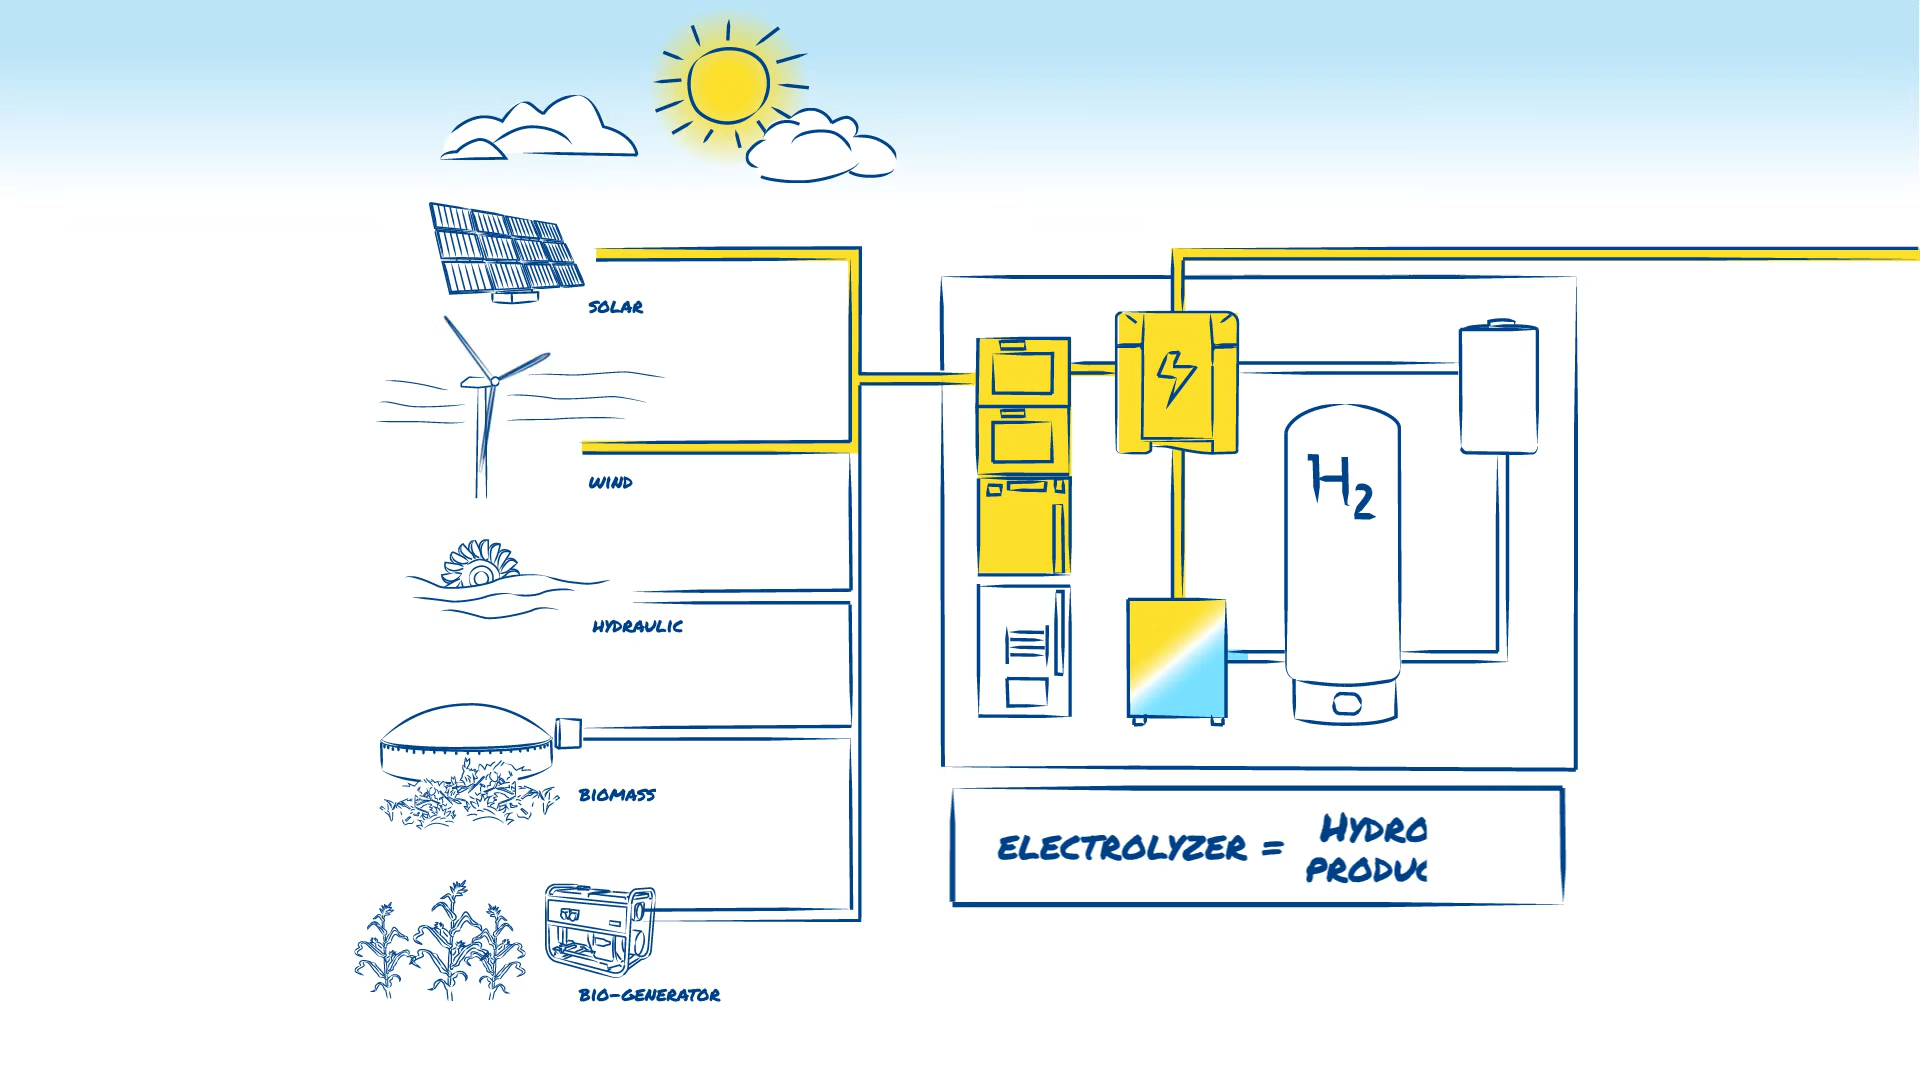 SOLAR
WIND
HYDRAULIC
BIOMASS
BIO-GENERATOR
H2
ELECTROLYZER =
HYDRO
PRODUC